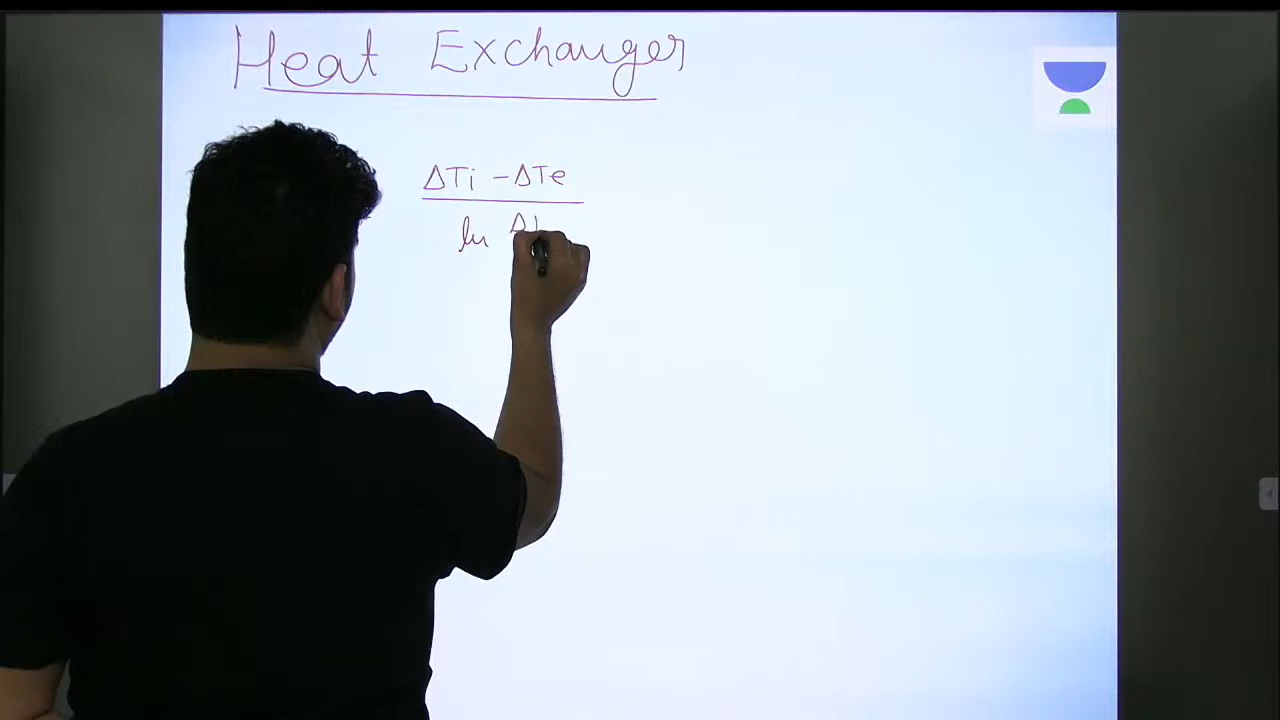 Heat Exchanger
ΔTi - ΔTe
ln Δ